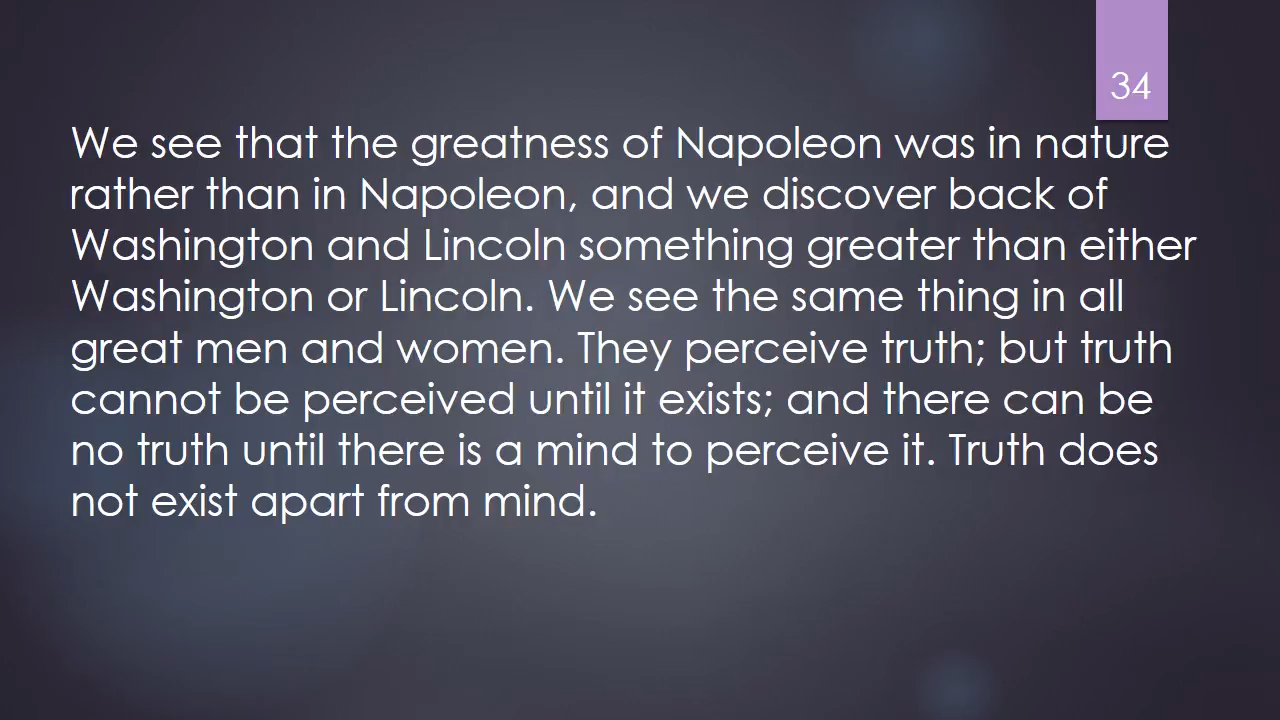 34
We see that the greatness of Napoleon was in nature
rather than in Napoleon, and we discover back of
Washington and Lincoln something greater than either
Washington or Lincoln. We see the same thing in all
great men and women. They perceive truth; but truth
cannot be perceived until it exists; and there can be
no truth until there is a mind to perceive it. Truth does
not exist apart from mind.